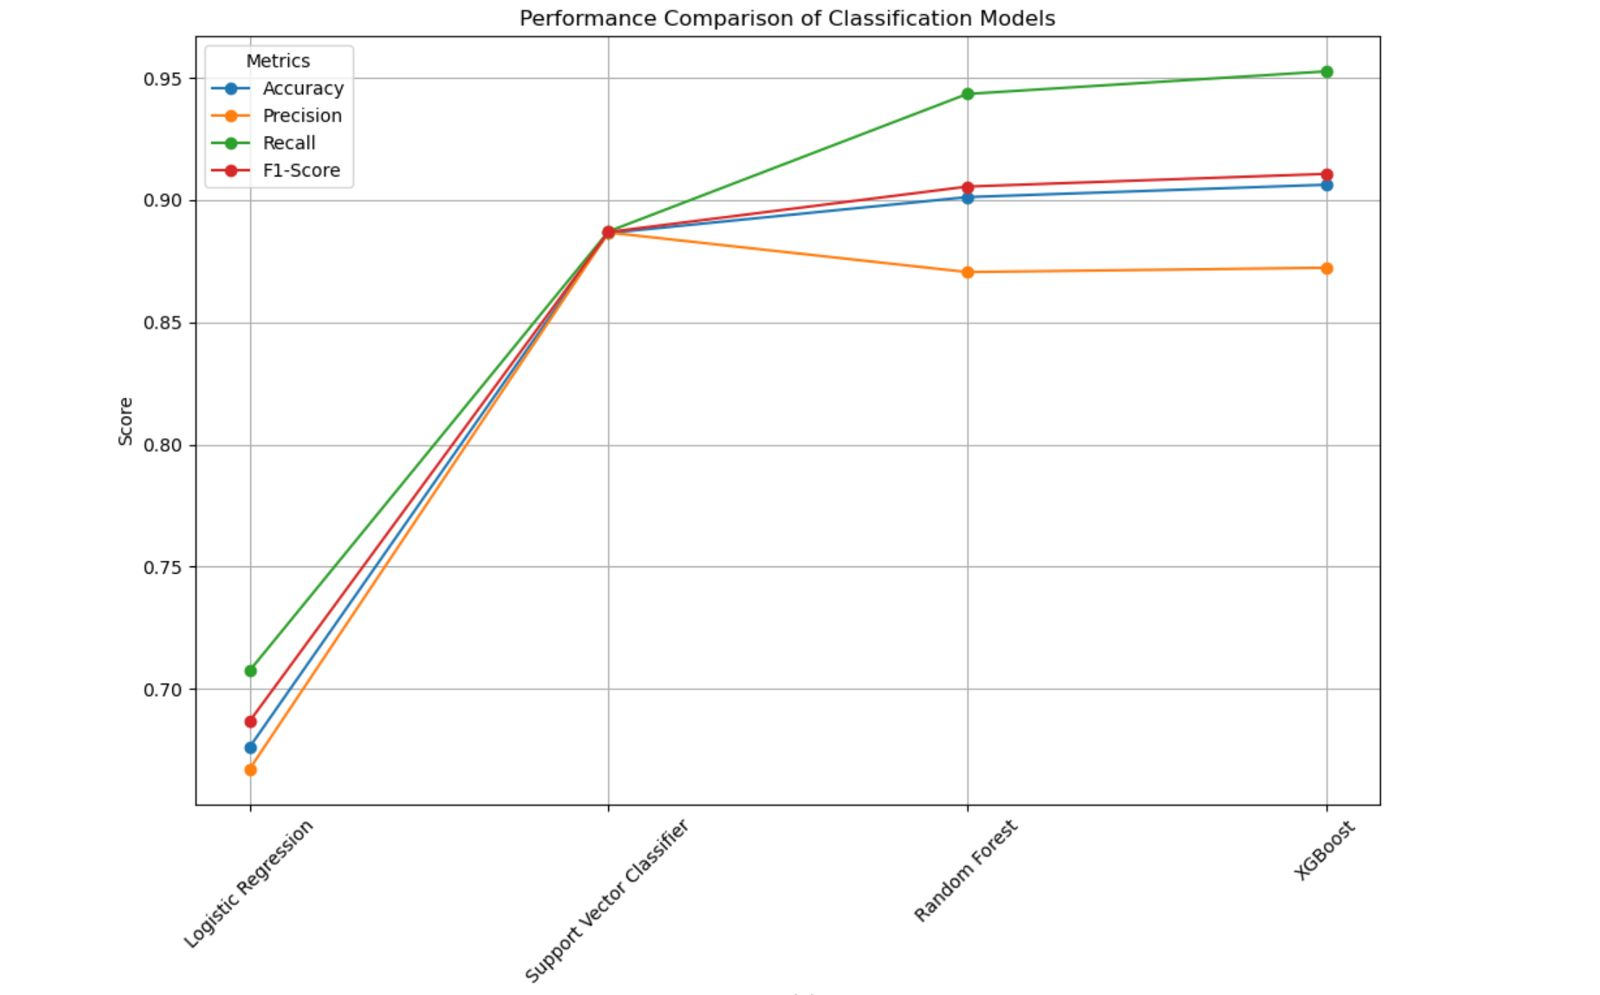 Performance Comparison of Classification Models
Metrics
Accuracy
Precision
Recall
F1-Score
0.95
0.90
0.85
0.80
0.75
0.70
Score
Logistic Regression
Support Vector Classifier
Random Forest
XGBoost